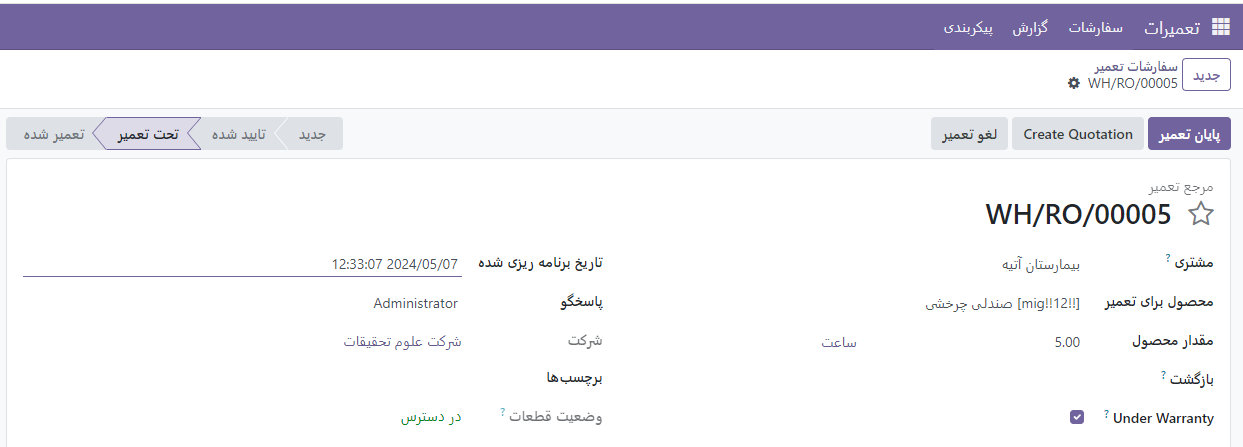 تعمیرات سفارشات گزارش پیکربندی
جدید
سفارشات تعمیر
WH/RO/00005
پایان تعمیر Create Quotation لغو تعمیر
جدید تایید شده تحت تعمیر تعمیر شده
مرجع تعمیر
WH/RO/00005
مشتری ? بیمارستان آتیه
تاریخ برنامه ریزی شده 2024/05/07 12:33:07
محصول برای تعمیر [mig!!12!!] صندلی چرخشی
پاسخگو Administrator
مقدار محصول 5.00 ساعت
شرکت شرکت علوم تحقیقات
بازگشت ?
برچسب‌ها
Under Warranty ?
وضعیت قطعات ? در دسترس